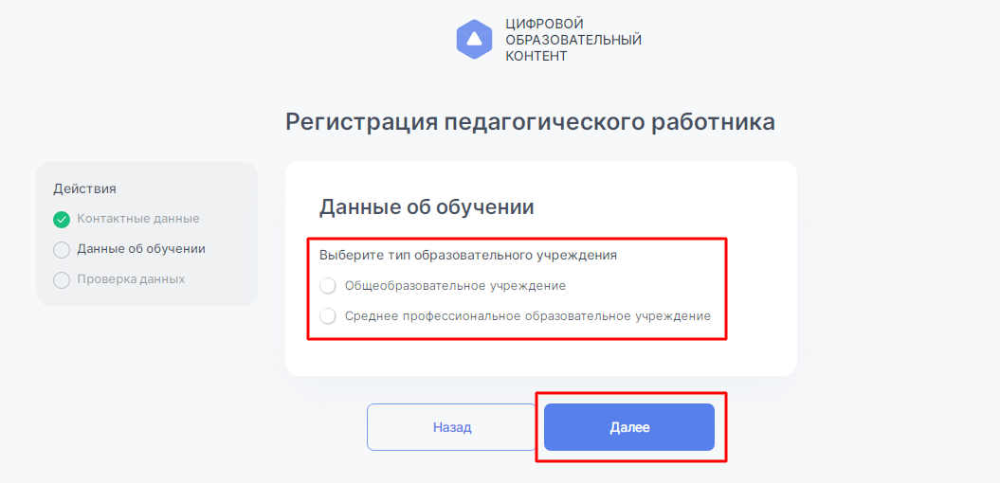 ЦИФРОВОЙ
ОБРАЗОВАТЕЛЬНЫЙ
КОНТЕНТ
Регистрация педагогического работника
Действия
Контактные данные
Данные об обучении
Проверка данных
Данные об обучении
Выберите тип образовательного учреждения
Общеобразовательное учреждение
Среднее профессиональное образовательное учреждение
Назад
Далее